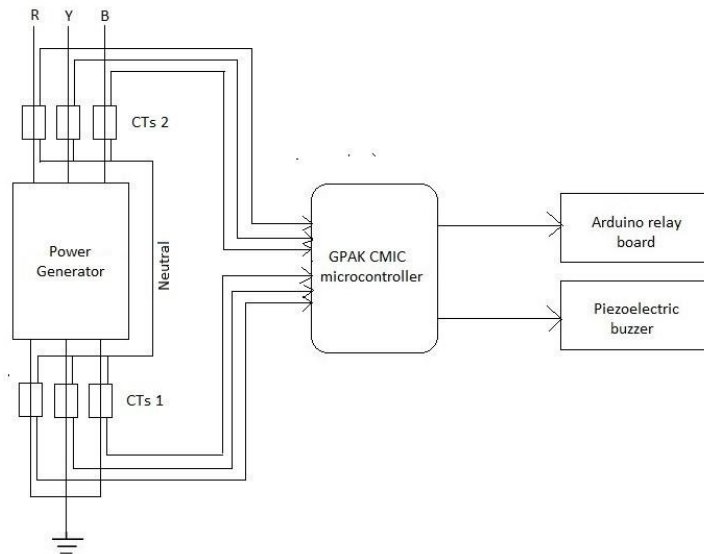 R Y B
CTs 2
Power
Generator
Neutral
CTs 1
GPAK CMIC
microcontroller
Arduino relay
board
Piezoelectric
buzzer